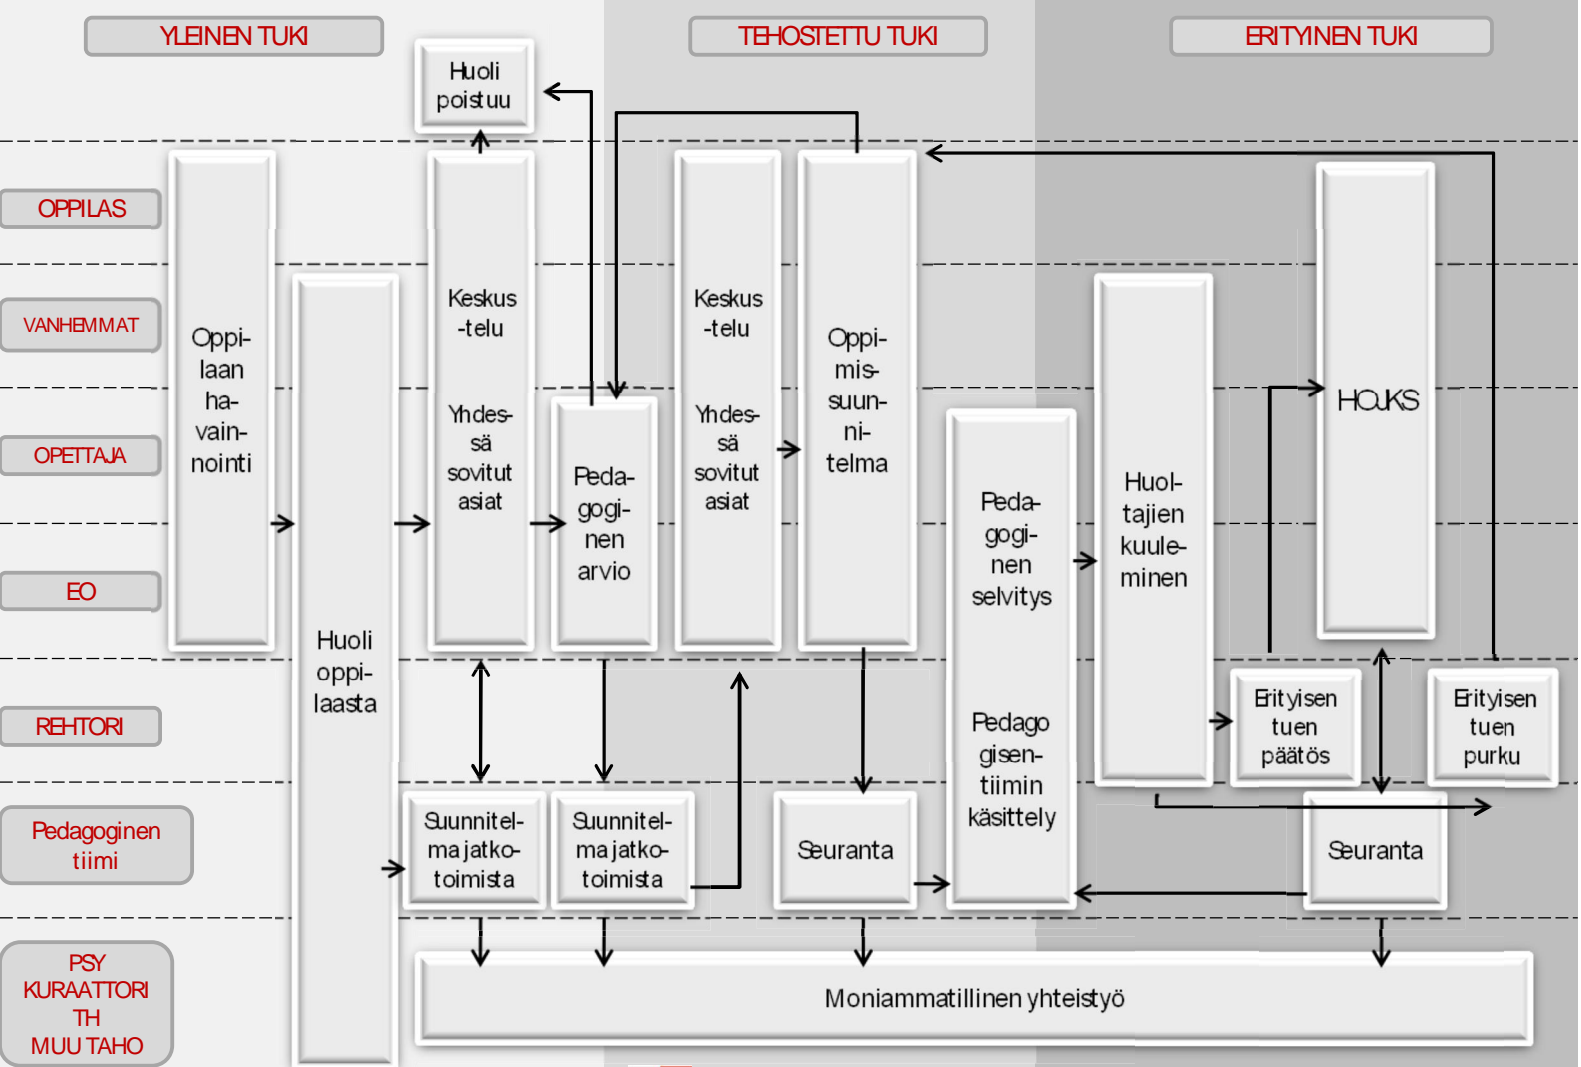 YLEINEN TUKI
TEHOSTETTU TUKI
ERITYINEN TUKI
Huoli
poistuu
OPPILAS
VANHEMMAT
OPETTAJA
EO
REHTORI
Pedagoginen
tiimi
PSY
KURAATTORI
TH
MUU TAHO
Oppi-
laan
ha-
vain-
nointi
Huoli
oppi-
laasta
Keskus
-telu
Yhdes-
sä
sovitut
asiat
Peda-
gogi-
nen
arvio
Keskus
-telu
Yhdes-
sä
sovitut
asiat
Oppi-
mis-
suun-
ni-
telma
Peda-
gogi-
nen
selvitys
Pedago
gisen-
tiimin
käsittely
Huol-
tajien
kuule-
minen
HOJKS
Erityisen
tuen
päätös
Erityisen
tuen
purku
Suunnitel-
ma jatko-
toimista
Suunnitel-
ma jatko-
toimista
Seuranta
Seuranta
Moniammatillinen yhteistyö